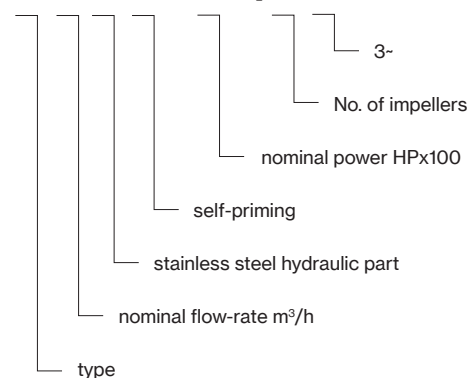 3~
No. of impellers
nominal power HPx100
self-priming
stainless steel hydraulic part
nominal flow-rate m³/h
type